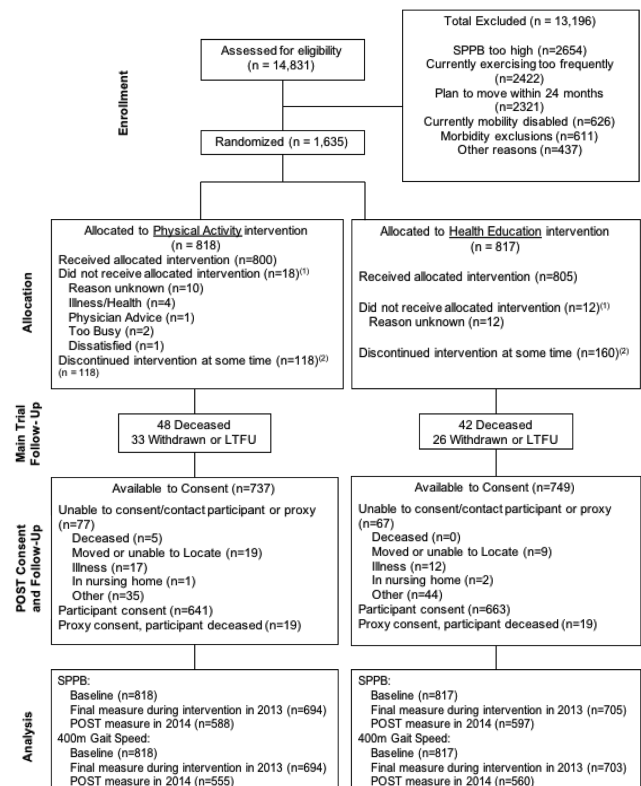 Enrollment
Assessed for eligibility
(n = 14,831)
Total Excluded (n = 13,196)
SPPB too high (n=2654)
Currently exercising too frequently
(n=2422)
Plan to move within 24 months
(n=2321)
Currently mobility disabled (n=626)
Morbidity exclusions (n=611)
Other reasons (n=437)
Randomized (n = 1,635)
Allocation
Allocated to Physical Activity intervention
(n = 818)
Received allocated intervention (n=800)
Did not receive allocated intervention (n=18)(1)
Reason unknown (n=10)
Illness/Health (n=4)
Physician Advice (n=1)
Too Busy (n=2)
Dissatisfied (n=1)
Discontinued intervention at some time (n=118)(2)
(n = 118)
Allocated to Health Education intervention
(n = 817)
Received allocated intervention (n=805)
Did not receive allocated intervention (n=12)(1)
Reason unknown (n=12)
Discontinued intervention at some time (n=160)(2)
Main Trial
Follow-Up
48 Deceased
33 Withdrawn or LTFU
42 Deceased
26 Withdrawn or LTFU
POST Consent
and Follow-Up
Available to Consent (n=737)
Unable to consent/contact participant or proxy
(n=77)
Deceased (n=5)
Moved or unable to Locate (n=19)
Illness (n=17)
In nursing home (n=1)
Other (n=35)
Participant consent (n=641)
Proxy consent, participant deceased (n=19)
Available to Consent (n=749)
Unable to consent/contact participant or proxy
(n=67)
Deceased (n=0)
Moved or unable to Locate (n=9)
Illness (n=12)
In nursing home (n=2)
Other (n=44)
Participant consent (n=663)
Proxy consent, participant deceased (n=19)
Analysis
SPPB:
Baseline (n=818)
Final measure during intervention in 2013 (n=694)
POST measure in 2014 (n=588)
400m Gait Speed:
Baseline (n=818)
Final measure during intervention in 2013 (n=694)
POST measure in 2014 (n=555)
SPPB:
Baseline (n=817)
Final measure during intervention in 2013 (n=705)
POST measure in 2014 (n=597)
400m Gait Speed:
Baseline (n=817)
Final measure during intervention in 2013 (n=703)
POST measure in 2014 (n=560)